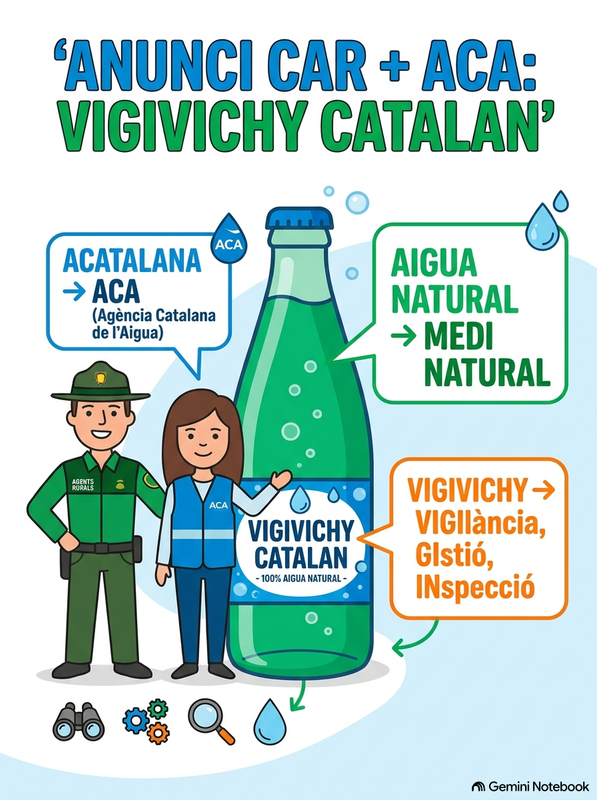 ‘ANUNCI CAR + ACA:
VIGIVICHY CATALAN’
ACA
ACATALANA
→ ACA
(Agència Catalana
de l’Aigua)
AIGUA
NATURAL
→ MEDI
NATURAL
AGENTS
RURALS
ACA
VIGIVICHY
CATALAN
- 100% AIGUA NATURAL -
VIGIVICHY →
VIGIlància,
GIstió,
INspecció
Gemini Notebook